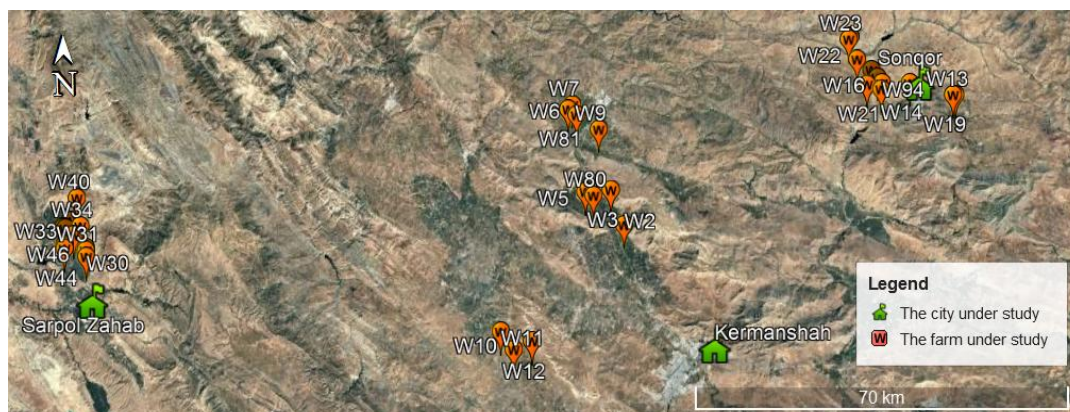 W23
W22
Sonqor
W16
W94
W13
W21
W14
W19
W7
W6
W9
W81
W80
W5
W3
W2
W40
W34
W33
W31
W46
W30
W44
Sarpol Zahab
W10
W11
W12
Kermanshah
N
Legend
The city under study
W The farm under study
70 km